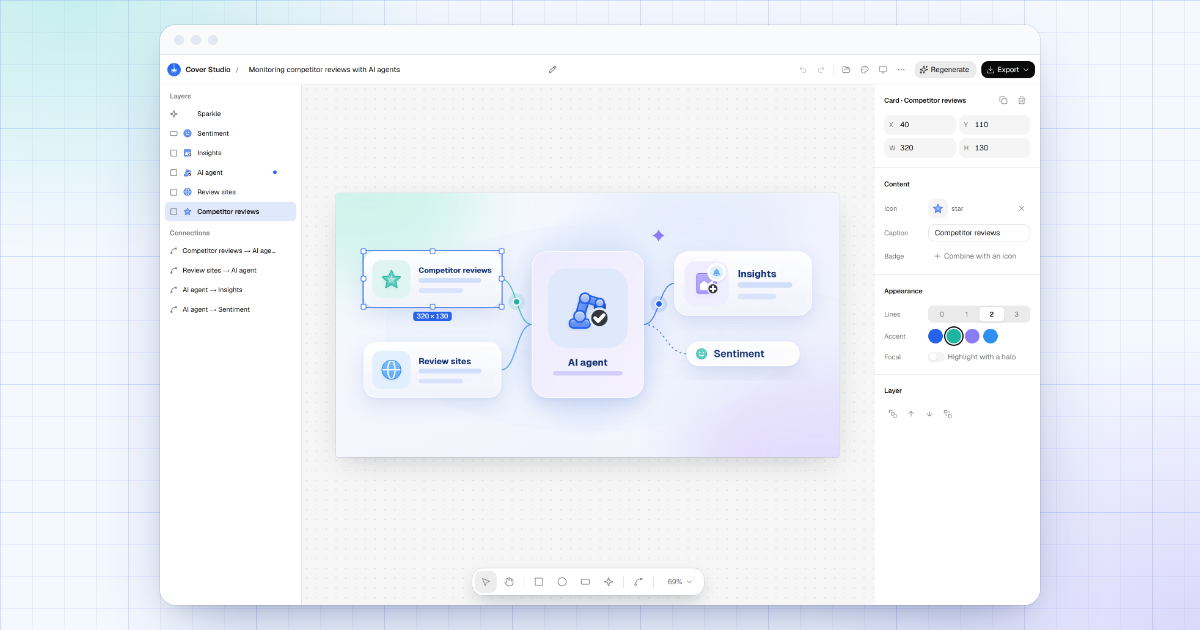 Cover Studio / Monitoring competitor reviews with AI agents
Regenerate
Export
Layers
Sparkle
Sentiment
Insights
AI agent
Review sites
Competitor reviews
Connections
Competitor reviews → AI age...
Review sites → AI agent
AI agent → Insights
AI agent → Sentiment
Competitor reviews
320 × 130
Review sites
AI agent
Insights
Sentiment
69%
Card · Competitor reviews
X 40 Y 110
W 320 H 130
Content
Icon star
Caption Competitor reviews
Badge + Combine with an icon
Appearance
Lines 0 1 2 3
Accent
Focal Highlight with a halo
Layer